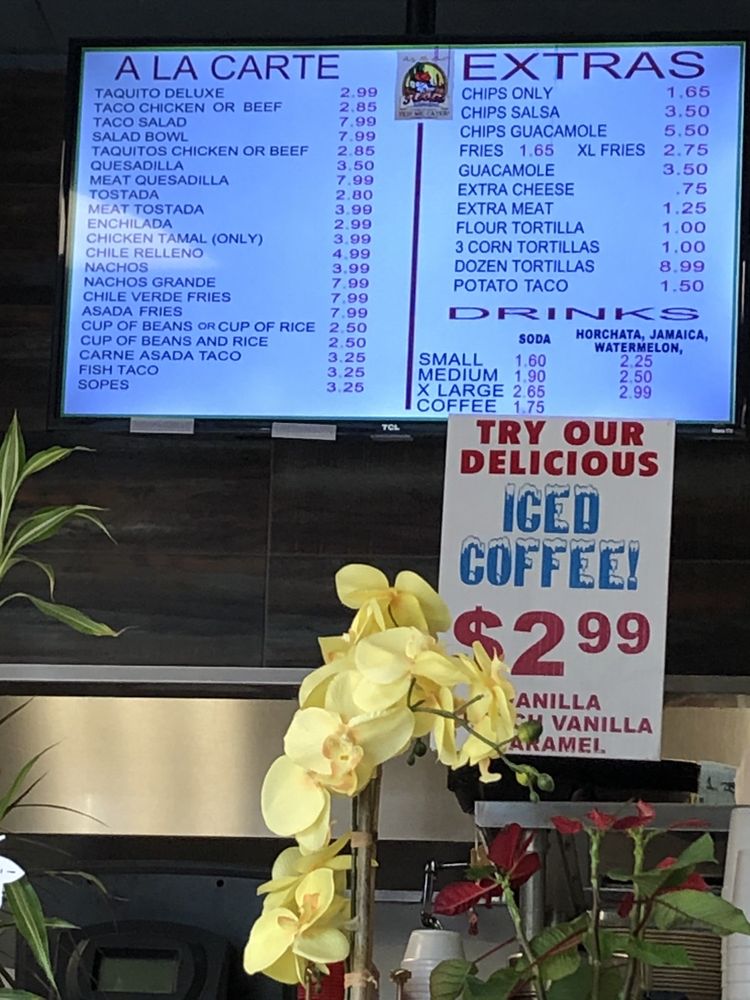 A LA CARTE
TAQUITO DELUXE 2.99
TACO CHICKEN OR BEEF 2.85
TACO SALAD 7.99
SALAD BOWL 7.99
TAQUITOS CHICKEN OR BEEF 2.85
QUESADILLA 3.50
MEAT QUESADILLA 7.99
TOSTADA 2.80
MEAT TOSTADA 3.99
ENCHILADA 2.99
CHICKEN TAMAL (ONLY) 3.99
CHILE RELLENO 4.99
NACHOS 3.99
NACHOS GRANDE 7.99
CHILE VERDE FRIES 7.99
ASADA FRIES 7.99
CUP OF BEANS OR CUP OF RICE 2.50
CUP OF BEANS AND RICE 2.50
CARNE ASADA TACO 3.25
FISH TACO 3.25
SOPES 3.25
EXTRAS
CHIPS ONLY 1.65
CHIPS SALSA 3.50
CHIPS GUACAMOLE 5.50
FRIES 1.65 XL FRIES 2.75
GUACAMOLE 3.50
EXTRA CHEESE .75
EXTRA MEAT 1.25
FLOUR TORTILLA 1.00
3 CORN TORTILLAS 1.00
DOZEN TORTILLAS 8.99
POTATO TACO 1.50
DRINKS
SODA HORCHATA, JAMAICA,
WATERMELON,
SMALL 1.60 2.25
MEDIUM 1.90 2.50
X LARGE 2.65 2.99
COFFEE 1.75
TCL
TRY OUR
DELICIOUS
ICED
COFFEE!
$2 99
ANILLA
CH VANILLA
ARAMEL